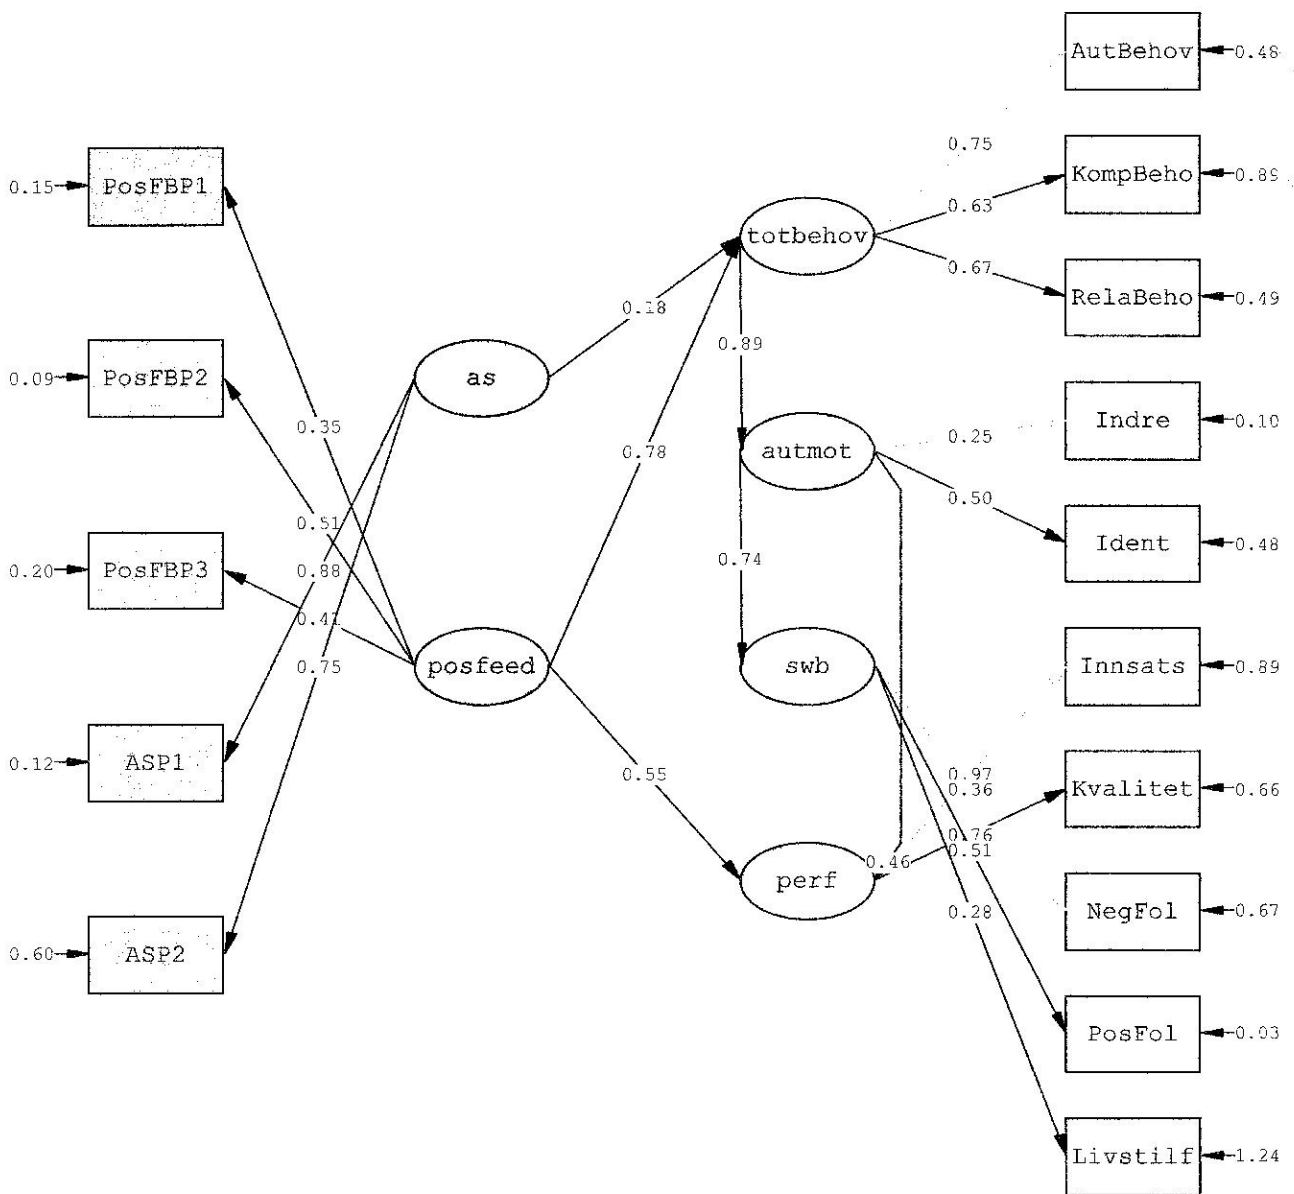 AutBehov
0.48
0.75
0.15
PosFBP1
KompBeho
0.89
0.63
totbehov
0.67
RelaBeho
0.49
0.18
0.89
0.09
PosFBP2
as
0.35
0.25
Indre
0.10
0.78
autmot
0.50
0.51
Ident
0.48
0.20
PosFBP3
0.88
0.74
0.41
0.75
posfeed
swb
Innsats
0.89
0.12
ASP1
0.55
0.97
0.36
Kvalitet
0.66
0.76
0.51
0.46
perf
0.28
NegFol
0.67
0.60
ASP2
PosFol
0.03
Livstilf
1.24